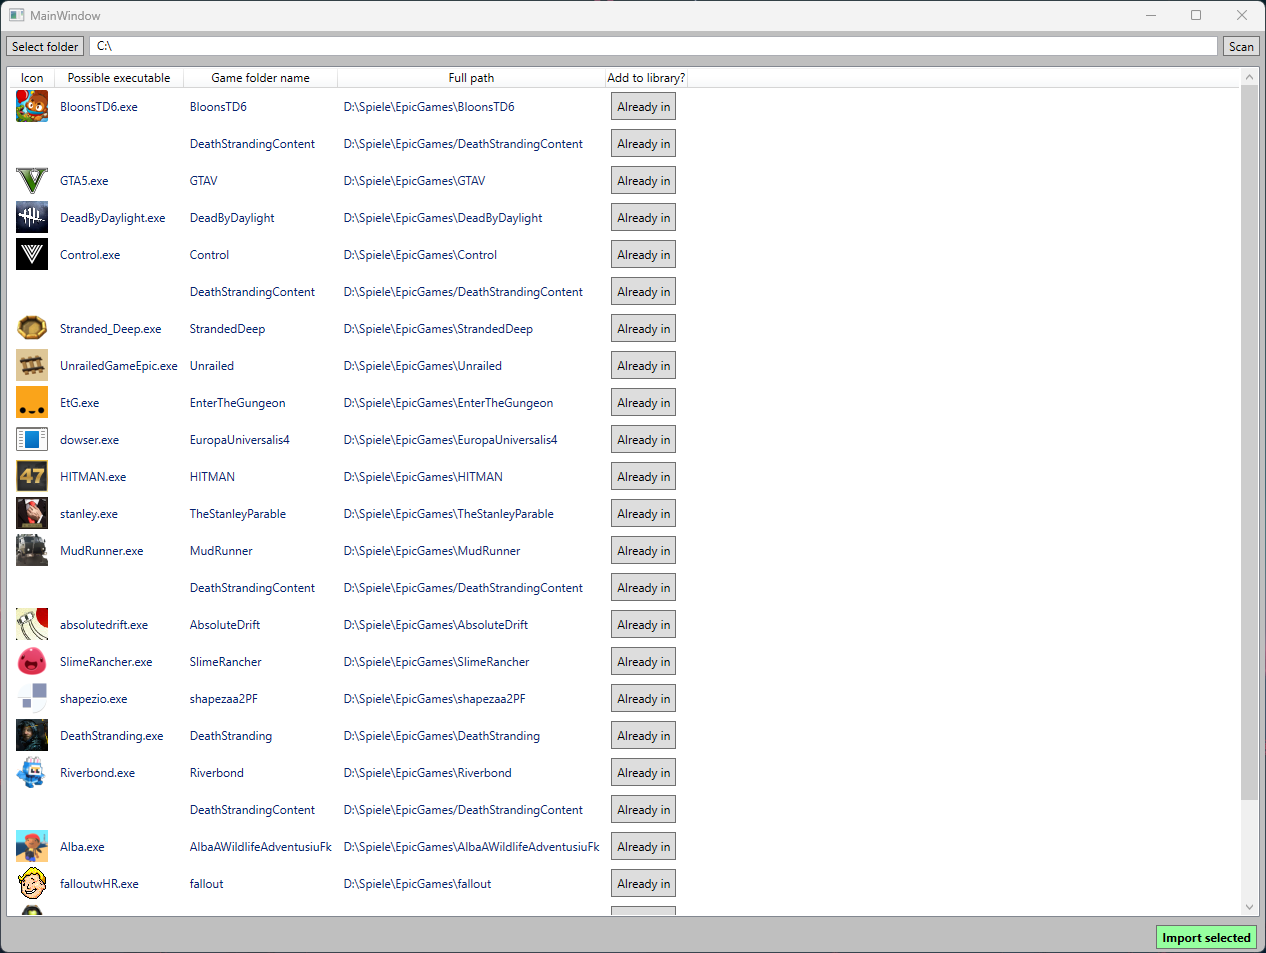 MainWindow
Select folder C:\ Scan
Icon Possible executable Game folder name Full path Add to library?
BloonsTD6.exe BloonsTD6 D:\Spiele\EpicGames\BloonsTD6 Already in
DeathStrandingContent D:\Spiele\EpicGames/DeathStrandingContent Already in
GTA5.exe GTAV D:\Spiele\EpicGames\GTAV Already in
DeadByDaylight.exe DeadByDaylight D:\Spiele\EpicGames\DeadByDaylight Already in
Control.exe Control D:\Spiele\EpicGames\Control Already in
DeathStrandingContent D:\Spiele\EpicGames/DeathStrandingContent Already in
Stranded_Deep.exe StrandedDeep D:\Spiele\EpicGames\StrandedDeep Already in
UnrailedGameEpic.exe Unrailed D:\Spiele\EpicGames\Unrailed Already in
EtG.exe EnterTheGungeon D:\Spiele\EpicGames\EnterTheGungeon Already in
dowser.exe EuropaUniversalis4 D:\Spiele\EpicGames\EuropaUniversalis4 Already in
47 HITMAN.exe HITMAN D:\Spiele\EpicGames\HITMAN Already in
stanley.exe TheStanleyParable D:\Spiele\EpicGames\TheStanleyParable Already in
MudRunner.exe MudRunner D:\Spiele\EpicGames\MudRunner Already in
DeathStrandingContent D:\Spiele\EpicGames/DeathStrandingContent Already in
absolutedrift.exe AbsoluteDrift D:\Spiele\EpicGames\AbsoluteDrift Already in
SlimeRancher.exe SlimeRancher D:\Spiele\EpicGames\SlimeRancher Already in
shapezio.exe shapezaa2PF D:\Spiele\EpicGames\shapezaa2PF Already in
DeathStranding.exe DeathStranding D:\Spiele\EpicGames\DeathStranding Already in
Riverbond.exe Riverbond D:\Spiele\EpicGames\Riverbond Already in
DeathStrandingContent D:\Spiele\EpicGames/DeathStrandingContent Already in
Alba.exe AlbaAWildlifeAdventusiuFk D:\Spiele\EpicGames\AlbaAWildlifeAdventusiuFk Already in
falloutwHR.exe fallout D:\Spiele\EpicGames\fallout Already in
Import selected